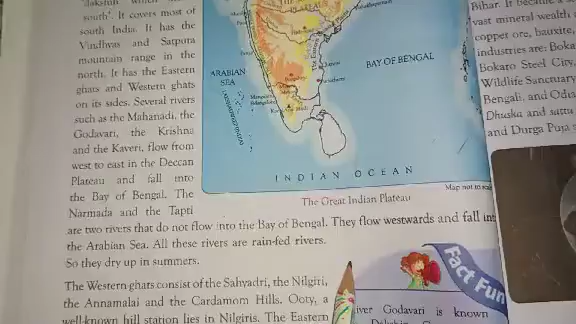 'dakshin'
south'. It covers most of
south India. It has the
Vindhyas and Satpura
mountain range in the
north. It has the Eastern
ghats and Western ghats
on its sides. Several rivers
such as the Mahanadi, the
Godavari, the Krishna
and the Kaveri, flow from
west to east in the Deccan
Plateau and fall into
the Bay of Bengal. The
Narmada and the Tapti
are two rivers that do not flow into the Bay of Bengal. They flow westwards and fall
the Arabian Sea. All these rivers are rain-fed rivers.
So they dry up in summers.
The Western ghats consist of the Sahyadri, the Nilgiri,
the Annamalai and the Cardamom Hills. Ooty, a
well-known hill station lies in Nilgiris. The Eastern
PLATEAU
ARABIAN
SEA
BAY OF BENGAL
INDIAN OCEAN
Map not to
The Great Indian Plateau
Fact Fun
River Godavari is known
Bihar. It became a
vast mineral wealth
copper ore, bauxite,
industries are: Boka
Bokaro Steel City,
Wildlife Sanctuary
Bengali, and Odia
Dhuska and sattu
and Durga Puja